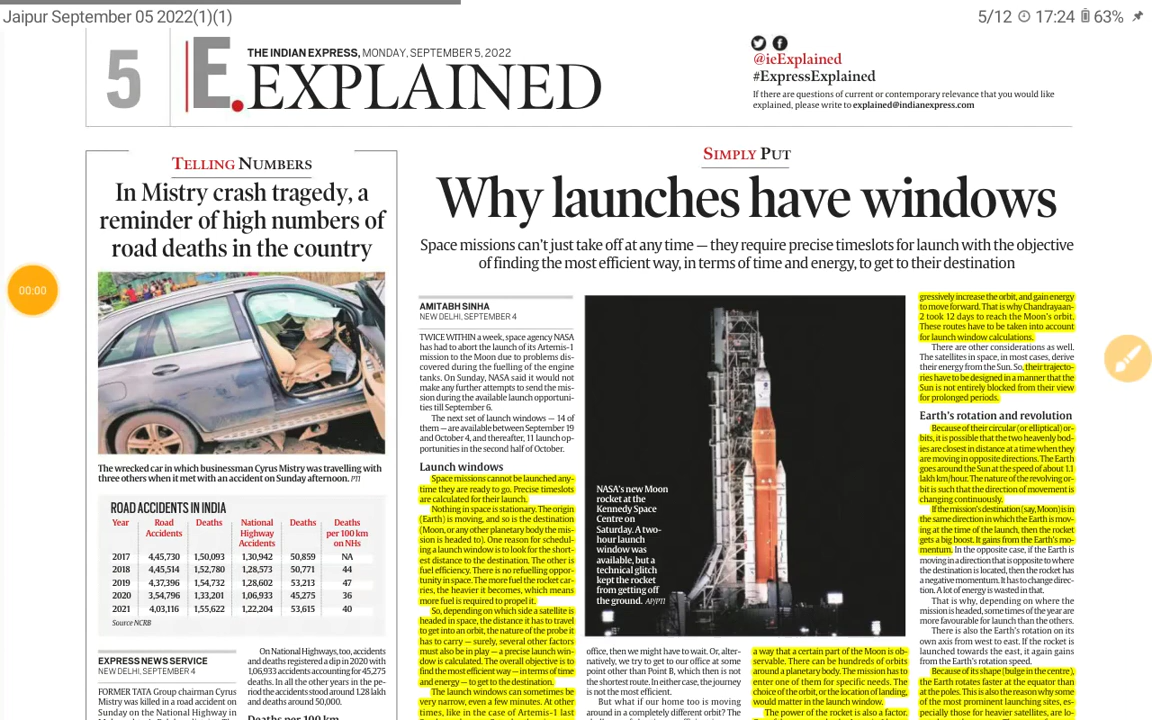 Jaipur September 05 2022(1)(1)
5/12 17:24 63%
5
E.EXPLAINED
THE INDIAN EXPRESS, MONDAY, SEPTEMBER 5, 2022
@ieExplained
#ExpressExplained
If there are questions of current or contemporary relevance that you would like
explained, please write to explained@indianexpress.com
00:00
TELLING NUMBERS
In Mistry crash tragedy, a
reminder of high numbers of
road deaths in the country
The wrecked car in which businessman Cyrus Mistry was travelling with
three others when it met with an accident on Sunday afternoon. PTI
ROAD ACCIDENTS IN INDIA
Year Road Accidents Deaths National Highway Accidents Deaths Deaths per 100 km on NHs
2017 4,45,730 1,50,093 1,30,942 50,859 NA
2018 4,45,514 1,52,780 1,28,573 50,771 44
2019 4,37,396 1,54,732 1,28,602 53,213 47
2020 3,54,796 1,33,201 1,06,933 45,275 36
2021 4,03,116 1,55,622 1,22,204 53,615 40
Source NCRB
EXPRESS NEWS SERVICE
NEW DELHI, SEPTEMBER 4
FORMER TATA Group chairman Cyrus
Mistry was killed in a road accident on
Sunday on the National Highway in
On National Highways, too, accidents
and deaths registered a dip in 2020 with
1,06,933 accidents accounting for 45,275
deaths. In all the other years in the pe-
riod the accidents stood around 1.28 lakh
and deaths around 50,000.
Deaths per 100 km
SIMPLY PUT
Why launches have windows
Space missions can't just take off at any time — they require precise timeslots for launch with the objective
of finding the most efficient way, in terms of time and energy, to get to their destination
AMITABH SINHA
NEW DELHI, SEPTEMBER 4
TWICE WITHIN a week, space agency NASA
has had to abort the launch of its Artemis-1
mission to the Moon due to problems dis-
covered during the fuelling of the engine
tanks. On Sunday, NASA said it would not
make any further attempts to send the mis-
sion during the available launch opportuni-
ties till September 6.
The next set of launch windows — 14 of
them — are available between September 19
and October 4, and thereafter, 11 launch op-
portunities in the second half of October.
Launch windows
Space missions cannot be launched any-
time they are ready to go. Precise timeslots
are calculated for their launch.
Nothing in space is stationary. The origin
(Earth) is moving, and so is the destination
(Moon, or any other planetary body the mis-
sion is headed to). One reason for schedul-
ing a launch window is to look for the short-
est distance to the destination. The other is
fuel efficiency. There is no refuelling oppor-
tunity in space. The more fuel the rocket car-
ries, the heavier it becomes, which means
more fuel is required to propel it.
So, depending on which side a satellite is
headed in space, the distance it has to travel
to get into an orbit, the nature of the probe it
has to carry — surely, several other factors
must also be in play — a precise launch win-
dow is calculated. The overall objective is to
find the most efficient way — in terms of time
and energy — to get to the destination.
The launch windows can sometimes be
very narrow, even a few minutes. At other
times, like in the case of Artemis-1 last
NASA's new Moon
rocket at the
Kennedy Space
Centre on
Saturday. A two-
hour launch
window was
available, but a
technical glitch
kept the rocket
from getting off
the ground. AP/PTI
office, then we might have to wait. Or, alter-
natively, we try to get to our office at some
point other than Point B, which then is not
the shortest route. In either case, the journey
is not the most efficient.
But what if our home too is moving
around in a completely different orbit? The
a way that a certain part of the Moon is ob-
servable. There can be hundreds of orbits
around a planetary body. The mission has to
enter one of them for specific needs. The
choice of the orbit, or the location of landing,
would matter in the launch window.
The power of the rocket is also a factor.
gressively increase the orbit, and gain energy
to move forward. That is why Chandrayaan-
2 took 12 days to reach the Moon's orbit.
These routes have to be taken into account
for launch window calculations.
There are other considerations as well.
The satellites in space, in most cases, derive
their energy from the Sun. So, their trajecto-
ries have to be designed in a manner that the
Sun is not entirely blocked from their view
for prolonged periods.
Earth's rotation and revolution
Because of their circular (or elliptical) or-
bits, it is possible that the two heavenly bod-
ies are closest in distance at a time when they
are moving in opposite directions. The Earth
goes around the Sun at the speed of about 1.1
lakh km/hour. The nature of the revolving or-
bit is such that the direction of movement is
changing continuously.
If the mission's destination (say, Moon) is in
the same direction in which the Earth is mov-
ing at the time of the launch, then the rocket
gets a big boost. It gains from the Earth's mo-
mentum. In the opposite case, if the Earth is
moving in a direction that is opposite to where
the destination is located, then the rocket has
a negative momentum. It has to change direc-
tion. A lot of energy is wasted in that.
That is why, depending on where the
mission is headed, some times of the year are
more favourable for launch than the others.
There is also the Earth's rotation on its
own axis from west to east. If the rocket is
launched towards the east, it again gains
from the Earth's rotation speed.
Because of its shape (bulge in the centre),
the Earth rotates faster at the equator than
at the poles. This is also the reason why some
of the most prominent launching sites, es-
pecially those for heavier satellites, are lo-